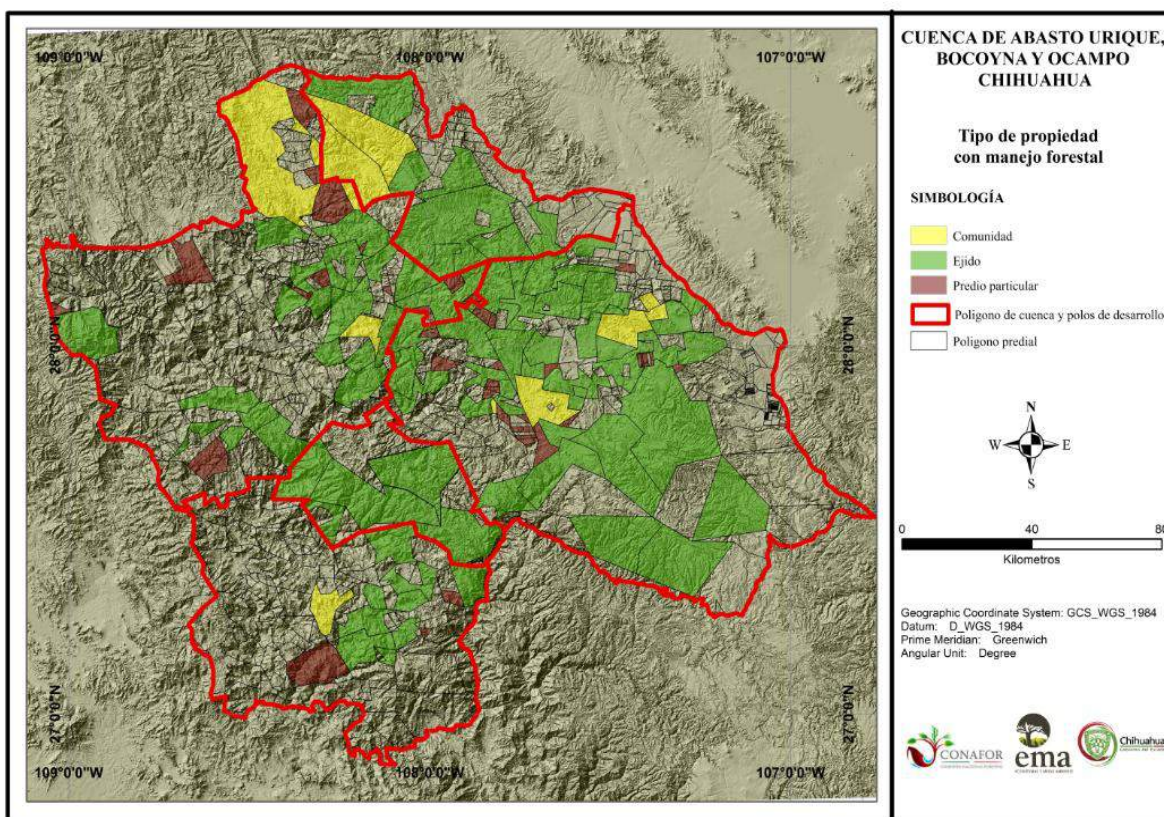 109°0'0"W
108°0'0"W
107°0'0"W
28°0'0"N
28°0'0"N
27°0'0"N
27°0'0"N
109°0'0"W
108°0'0"W
107°0'0"W
CUENCA DE ABASTO URIQUE,
BOCOYNA Y OCAMPO
CHIHUAHUA
Tipo de propiedad
con manejo forestal
SIMBOLOGÍA
Comunidad
Ejido
Predio particular
Poligono de cuenca y polos de desarrollo
Poligono predial
N
W E
S
0 40 80
Kilometros
Geographic Coordinate System: GCS_WGS_1984
Datum: D_WGS_1984
Prime Meridian: Greenwich
Angular Unit: Degree
CONAFOR
ema
Chihuahua